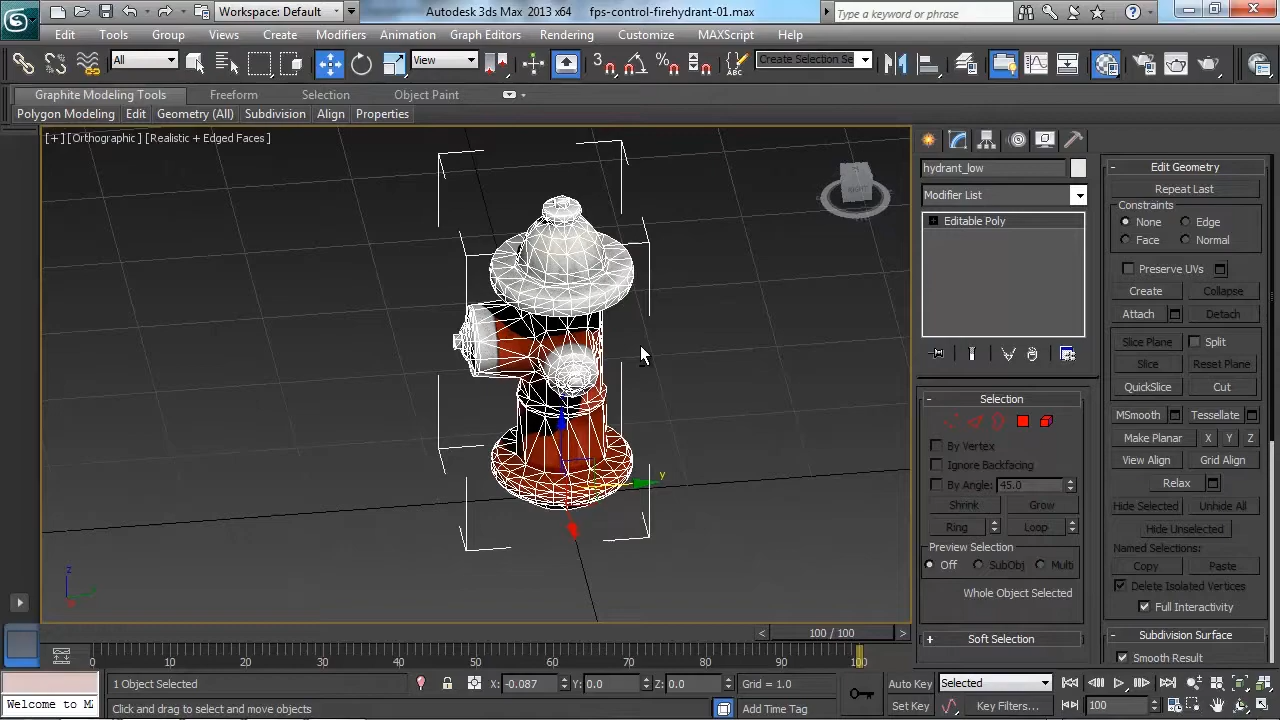 Workspace: Default
Autodesk 3ds Max 2013 x64 fps-control-firehydrant-01.max
Type a keyword or phrase
Edit Tools Group Views Create Modifiers Animation Graph Editors Rendering Customize MAXScript Help
All View 3 Create Selection Se
Graphite Modeling Tools Freeform Selection Object Paint
Polygon Modeling Edit Geometry (All) Subdivision Align Properties
[+] [Orthographic] [Realistic + Edged Faces]
RIGHT
y
z
hydrant_low
Modifier List
Editable Poly
Selection
By Vertex
Ignore Backfacing
By Angle: 45.0
Shrink Grow
Ring Loop
Preview Selection
Off SubObj Multi
Whole Object Selected
Soft Selection
Edit Geometry
Repeat Last
Constraints
None Edge
Face Normal
Preserve UVs
Create Collapse
Attach Detach
Slice Plane Split
Slice Reset Plane
QuickSlice Cut
MSmooth Tessellate
Make Planar X Y Z
View Align Grid Align
Relax
Hide Selected Unhide All
Hide Unselected
Named Selections:
Copy Paste
Delete Isolated Vertices
Full Interactivity
Subdivision Surface
Smooth Result
< 100 / 100 >
0 10 20 30 40 50 60 70 80 90 100
1 Object Selected X: -0.087 Y: 0.0 Z: 0.0 Grid = 1.0 Auto Key Selected
Welcome to M Click and drag to select and move objects Add Time Tag Set Key Key Filters... 100